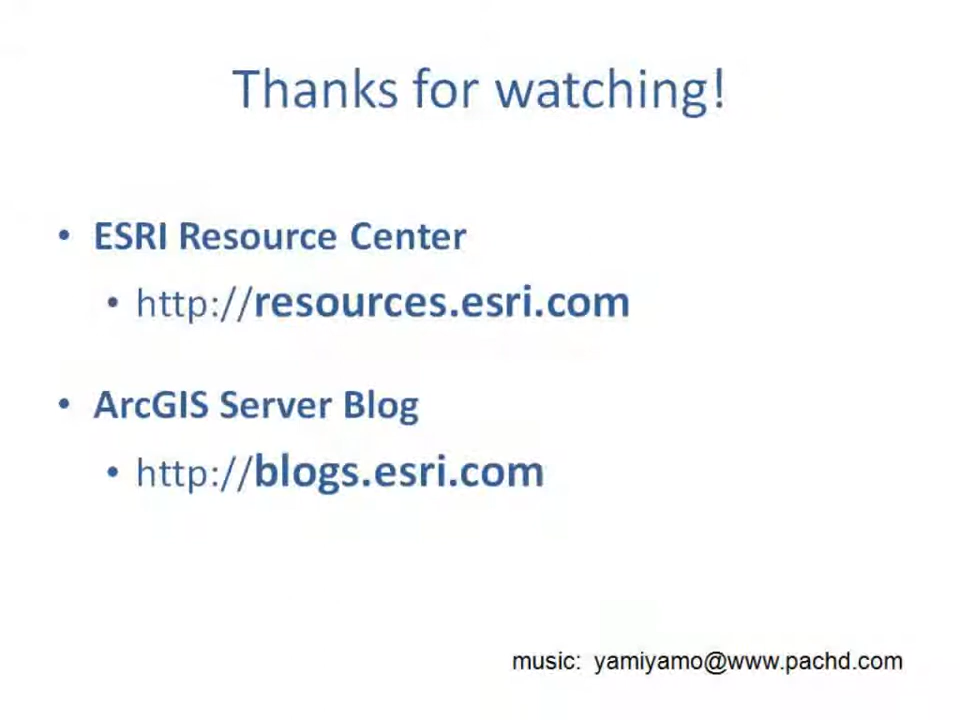 Thanks for watching!
• ESRI Resource Center
• http://resources.esri.com
• ArcGIS Server Blog
• http://blogs.esri.com
music: yamiyamo@www.pachd.com